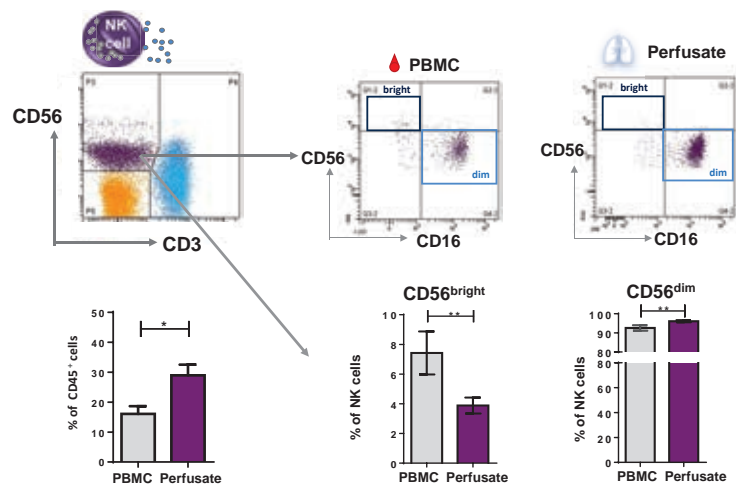 NK
cell
PBMC
Perfusate
CD56
CD3
bright
CD56
dim
CD16
bright
CD56
dim
CD16
% of CD45⁺ cells
50
40
30
20
10
0
*
PBMC Perfusate
CD56bright
% of NK cells
10
8
6
4
2
0
**
PBMC Perfusate
CD56dim
% of NK cells
100
90
80
80
60
40
20
0
**
PBMC Perfusate